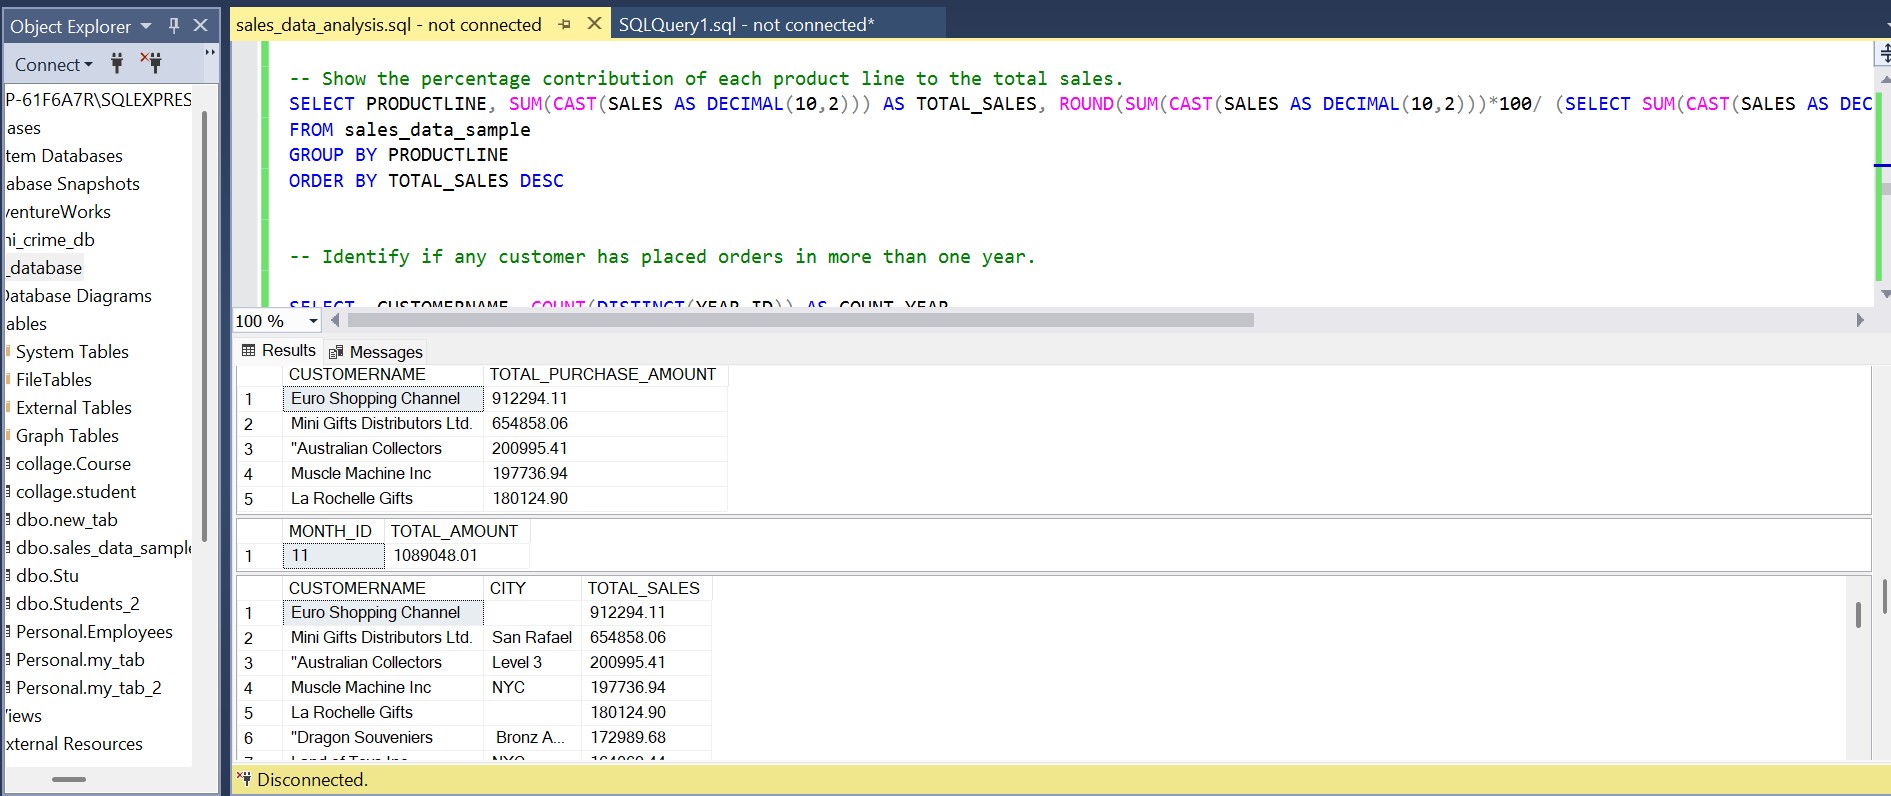 Object Explorer
sales_data_analysis.sql - not connected
SQLQuery1.sql - not connected*
Connect
P-61F6A7R\SQLEXPRES
ases
tem Databases
abase Snapshots
ventureWorks
ni_crime_db
_database
Database Diagrams
ables
System Tables
FileTables
External Tables
Graph Tables
collage.Course
collage.student
dbo.new_tab
dbo.sales_data_sample
dbo.Stu
dbo.Students_2
Personal.Employees
Personal.my_tab
Personal.my_tab_2
iews
xternal Resources
-- Show the percentage contribution of each product line to the total sales.
SELECT PRODUCTLINE, SUM(CAST(SALES AS DECIMAL(10,2))) AS TOTAL_SALES, ROUND(SUM(CAST(SALES AS DECIMAL(10,2)))*100/ (SELECT SUM(CAST(SALES AS DEC
FROM sales_data_sample
GROUP BY PRODUCTLINE
ORDER BY TOTAL_SALES DESC
-- Identify if any customer has placed orders in more than one year.
SELECT CUSTOMERNAME, COUNT(DISTINCT(YEAR_ID)) AS COUNT_YEAR
100 %
Results Messages
CUSTOMERNAME TOTAL_PURCHASE_AMOUNT
1 Euro Shopping Channel 912294.11
2 Mini Gifts Distributors Ltd. 654858.06
3 "Australian Collectors 200995.41
4 Muscle Machine Inc 197736.94
5 La Rochelle Gifts 180124.90
MONTH_ID TOTAL_AMOUNT
1 11 1089048.01
CUSTOMERNAME CITY TOTAL_SALES
1 Euro Shopping Channel 912294.11
2 Mini Gifts Distributors Ltd. San Rafael 654858.06
3 "Australian Collectors Level 3 200995.41
4 Muscle Machine Inc NYC 197736.94
5 La Rochelle Gifts 180124.90
6 "Dragon Souveniers Bronz A... 172989.68
Disconnected.